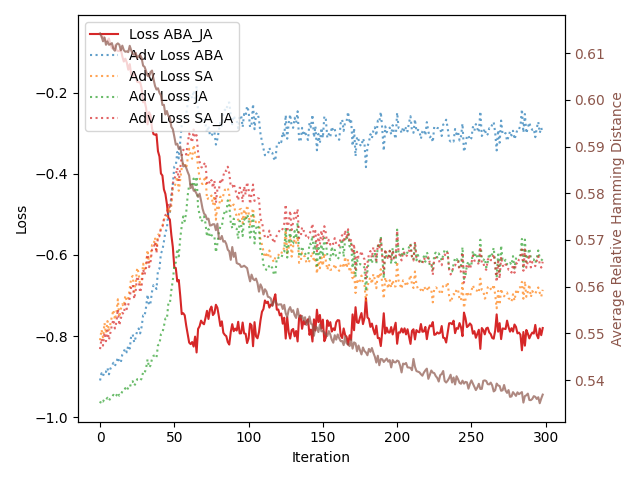 Loss ABA_JA
Adv Loss ABA
Adv Loss SA
Adv Loss JA
Adv Loss SA_JA
−0.2
−0.4
−0.6
−0.8
−1.0
Loss
0
50
100
150
200
250
300
Iteration
0.61
0.60
0.59
0.58
0.57
0.56
0.55
0.54
Average Relative Hamming Distance